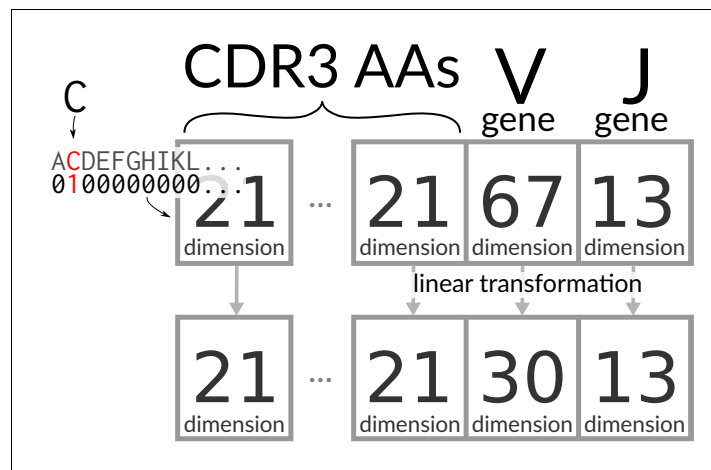 CDR3 AAs V J
gene gene
C
ACDEFGHIKL...
0100000000...
21 ... 21 67 13
dimension dimension dimension dimension
linear transformation
21 ... 21 30 13
dimension dimension dimension dimension